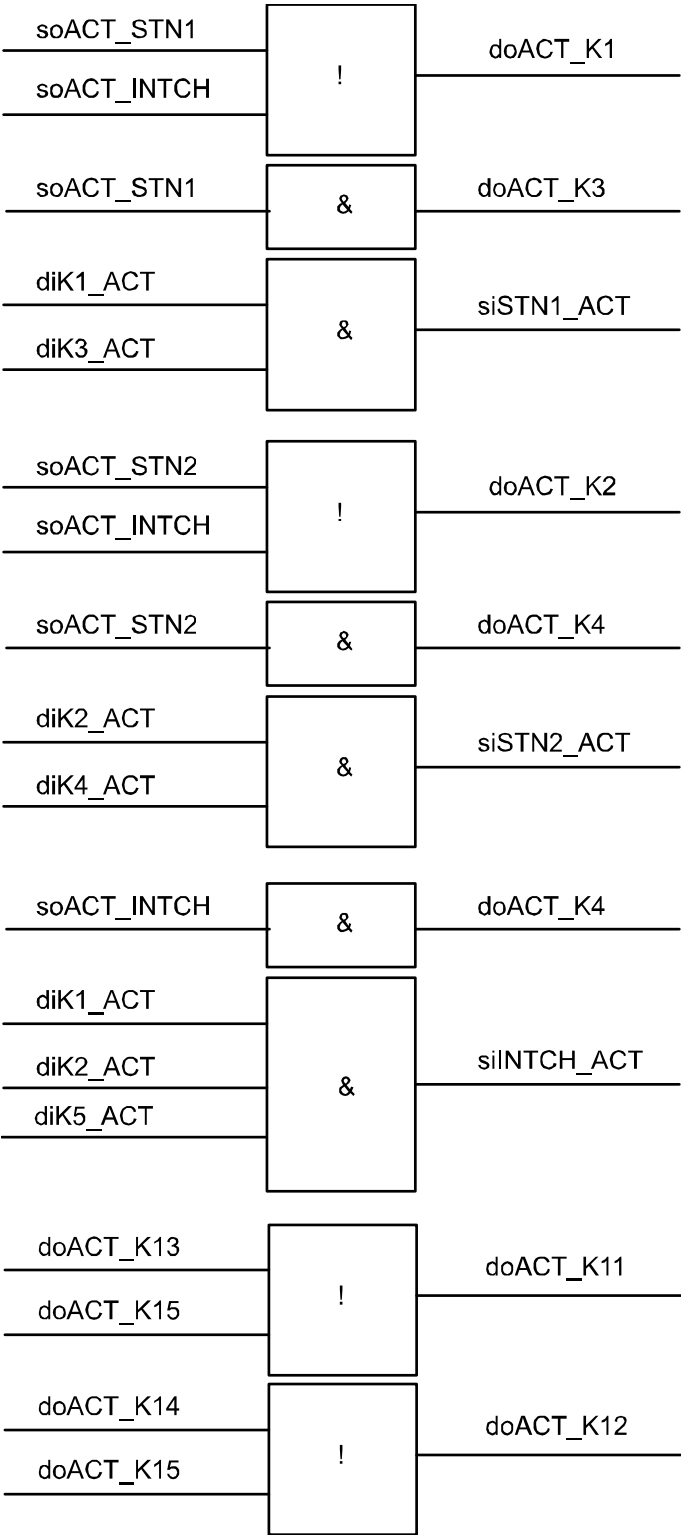 soACT_STN1
doACT_K1
!
soACT_INTCH
soACT_STN1
&
doACT_K3
diK1_ACT
siSTN1_ACT
&
diK3_ACT
soACT_STN2
doACT_K2
!
soACT_INTCH
soACT_STN2
&
doACT_K4
diK2_ACT
siSTN2_ACT
&
diK4_ACT
soACT_INTCH
&
doACT_K4
diK1_ACT
siINTCH_ACT
diK2_ACT
&
diK5_ACT
doACT_K13
doACT_K11
!
doACT_K15
doACT_K14
doACT_K12
!
doACT_K15